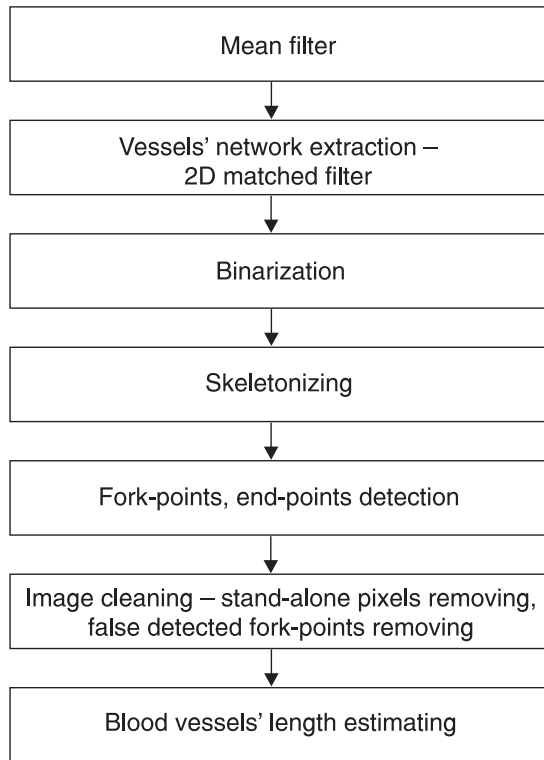 Mean filter
Vessels’ network extraction –
2D matched filter
Binarization
Skeletonizing
Fork-points, end-points detection
Image cleaning – stand-alone pixels removing,
false detected fork-points removing
Blood vessels’ length estimating